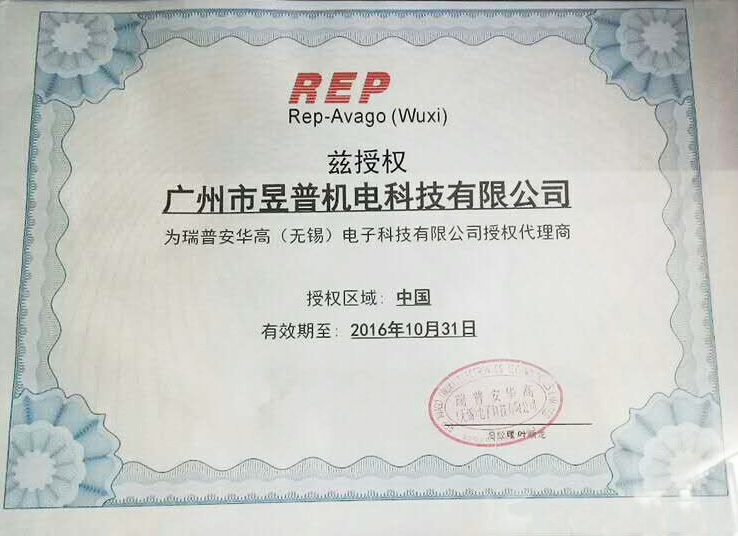 REP
Rep-Avago (Wuxi)
兹授权
广州市昱普机电科技有限公司
为瑞普安华高（无锡）电子科技有限公司授权代理商
授权区域：中国
有效期至：2016年10月31日
瑞普安华高